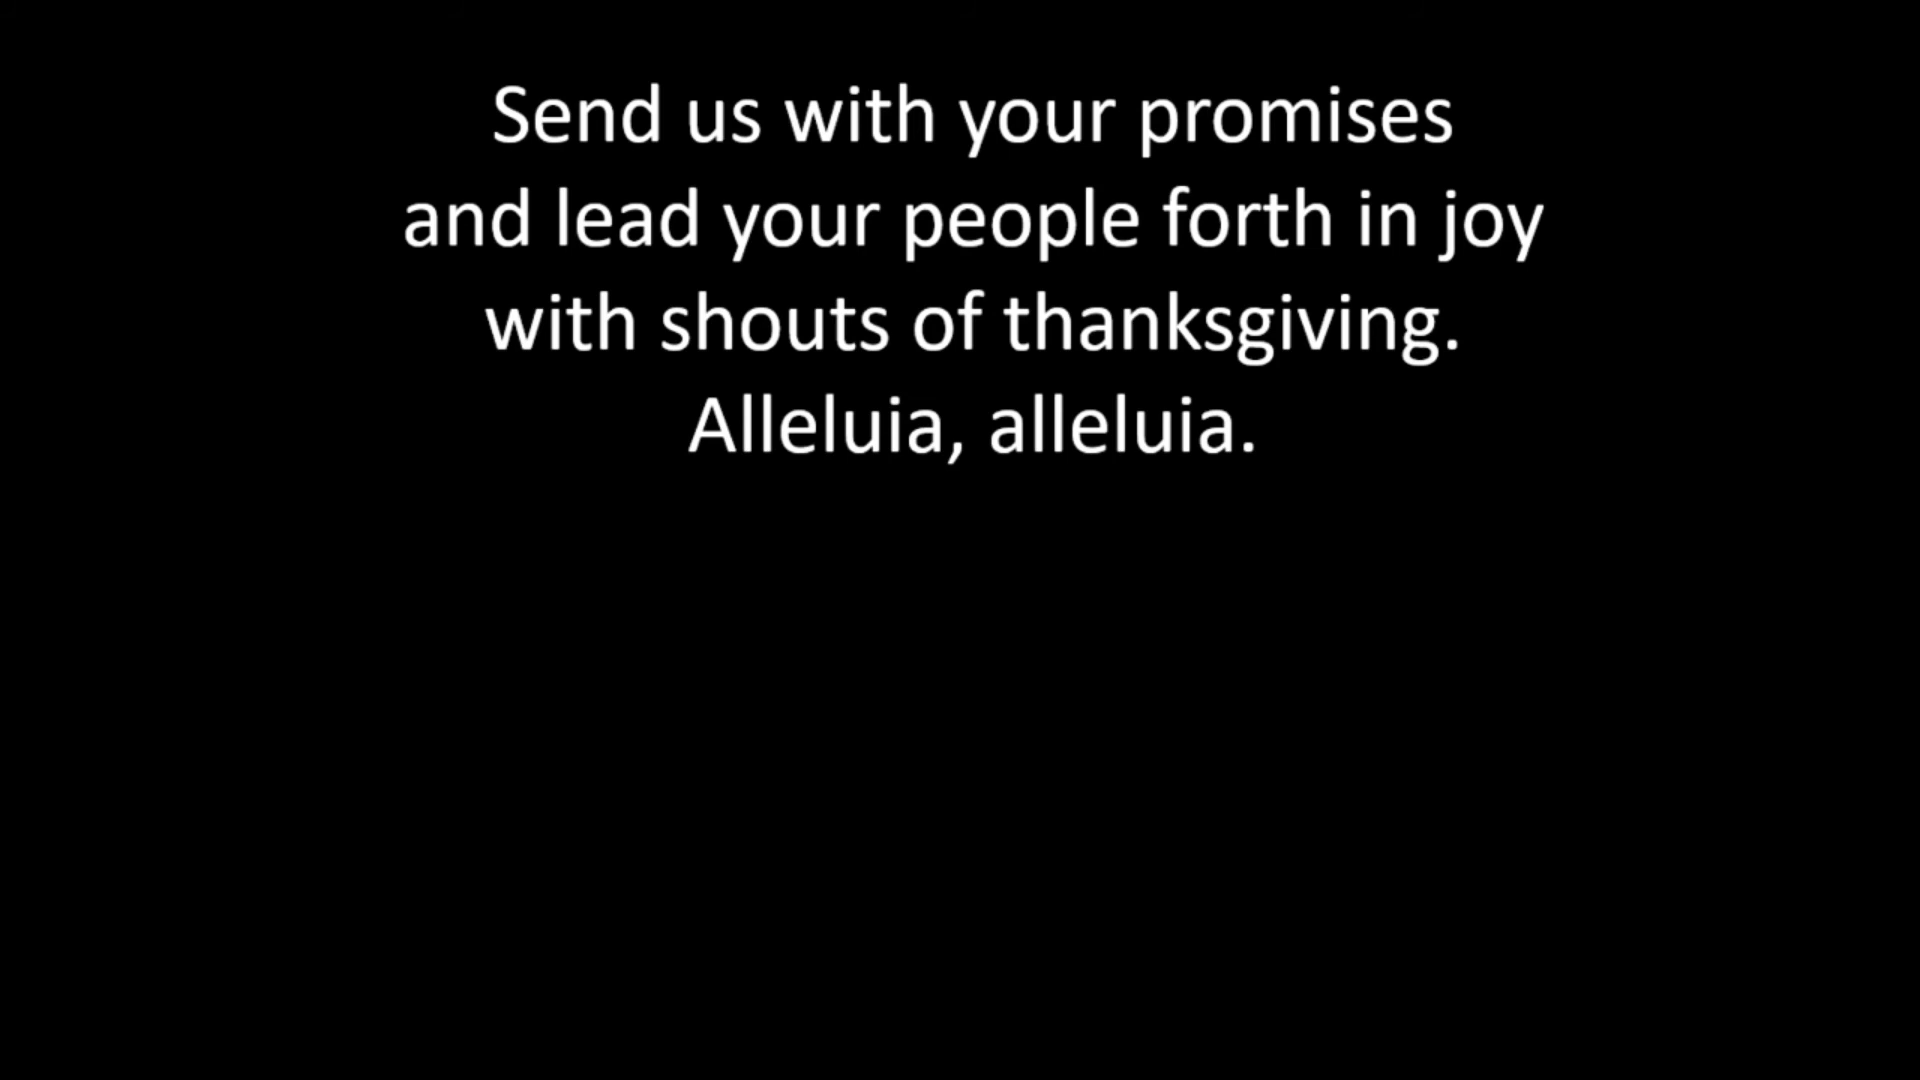 Send us with your promises
and lead your people forth in joy
with shouts of thanksgiving.
Alleluia, alleluia.